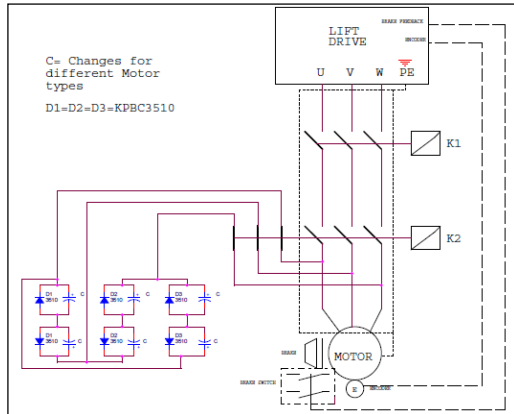 BRAKE FEEDBACK
ENCODER
LIFT
DRIVE
U V W PE
C= Changes for
different Motor
types
D1=D2=D3=KPBC3510
K1
K2
D1
3510
C
D2
3510
C
D3
3510
C
D1
3510
C
D2
3510
C
D3
3510
C
BRAKE
MOTOR
BRAKE SWITCH
E
ENCODER